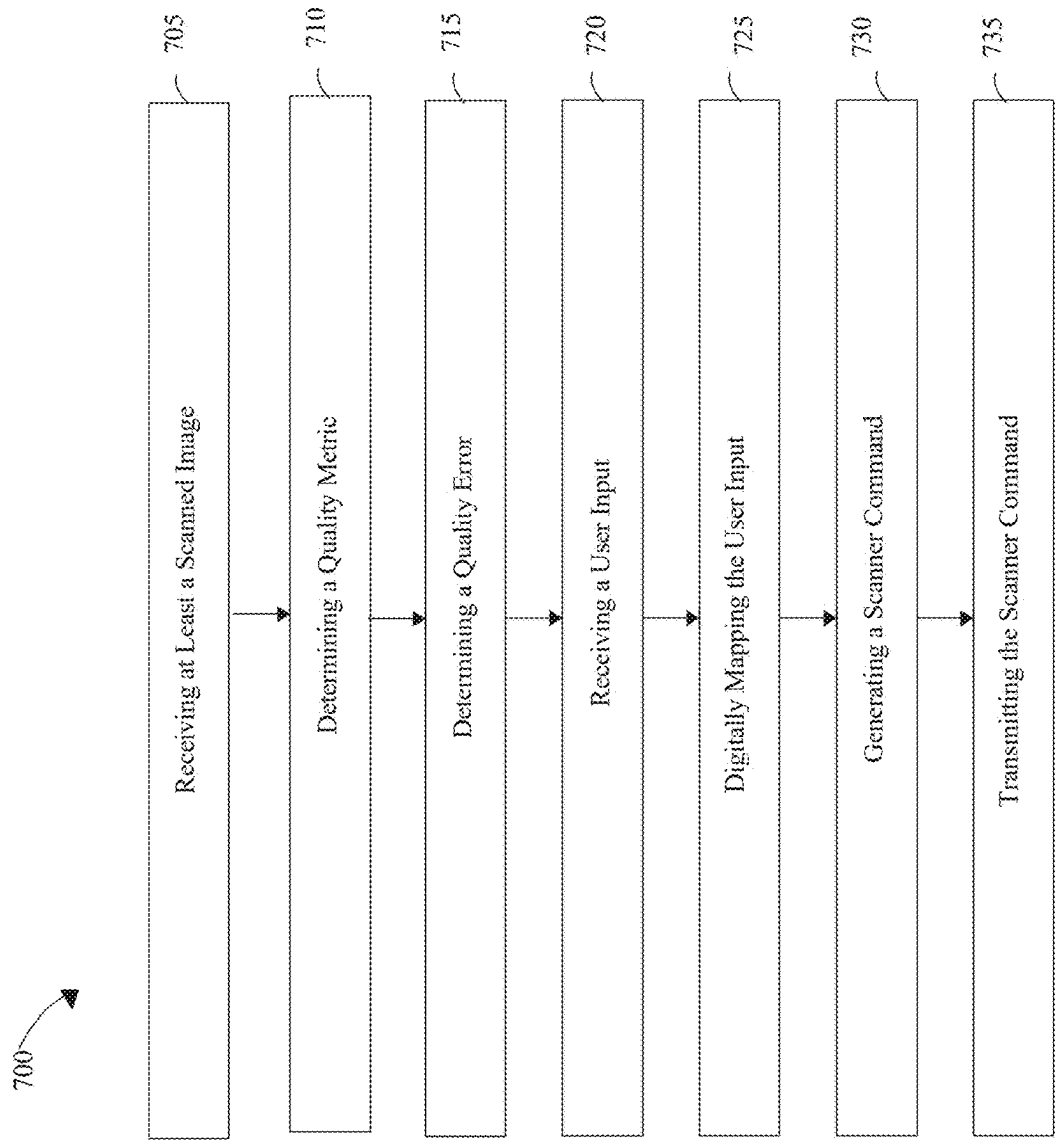 700
Receiving at Least a Scanned Image
705
Determining a Quality Metric
710
Determining a Quality Error
715
Receiving a User Input
720
Digitally Mapping the User Input
725
Generating a Scanner Command
730
Transmitting the Scanner Command
735